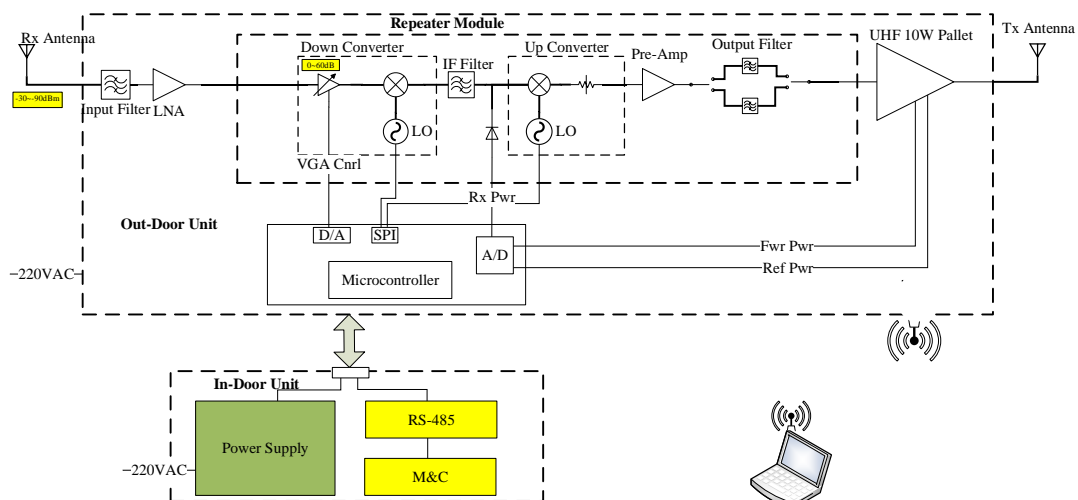 Repeater Module
Rx Antenna
UHF 10W Pallet
Tx Antenna
Down Converter
Up Converter
Pre-Amp
Output Filter
0~60dB
IF Filter
-30~-90dBm
Input Filter
LNA
LO
LO
VGA Cnrl
Rx Pwr
Out-Door Unit
D/A
SPI
A/D
Fwr Pwr
Ref Pwr
~220VAC
Microcontroller
In-Door Unit
RS-485
Power Supply
~220VAC
M&C